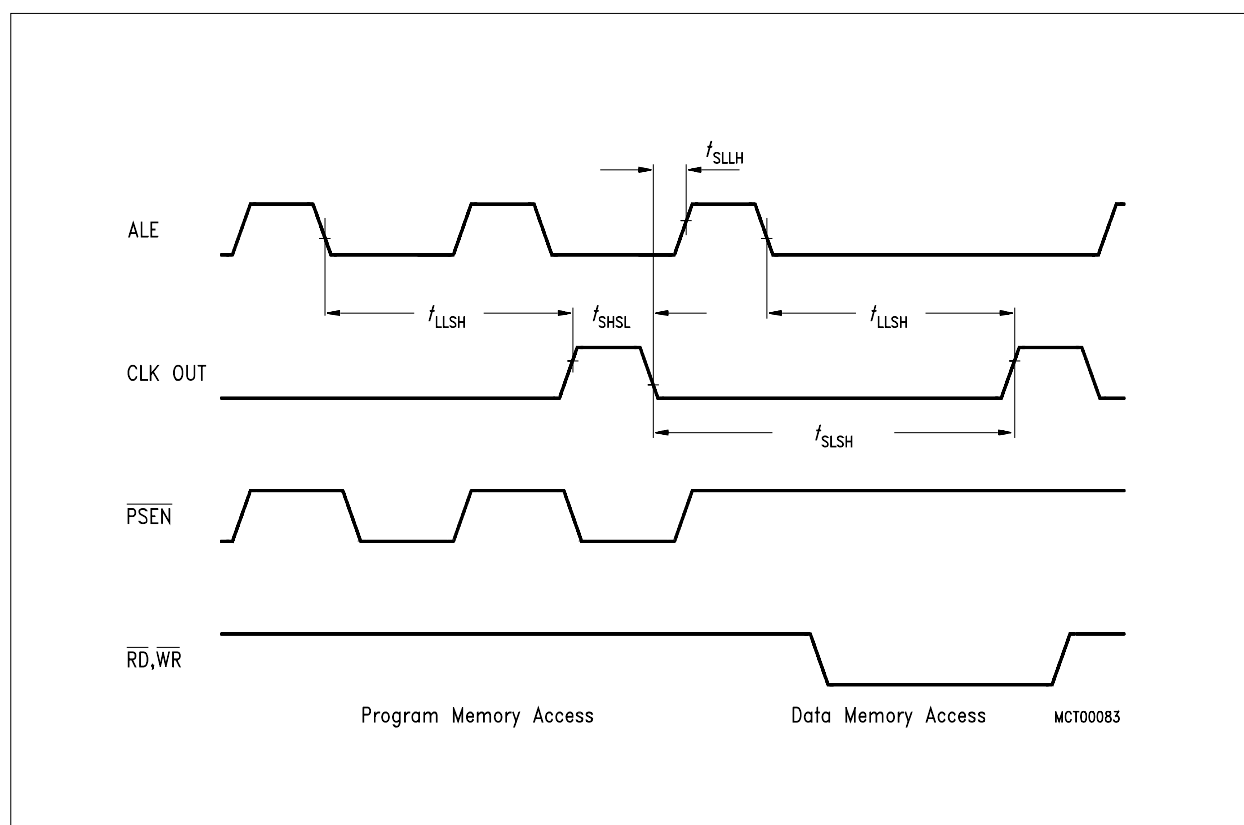 tSLLH
ALE
tLLSH
tSHSL
tLLSH
CLK OUT
tSLSH
PSEN
RD,WR
Program Memory Access
Data Memory Access
MCT00083